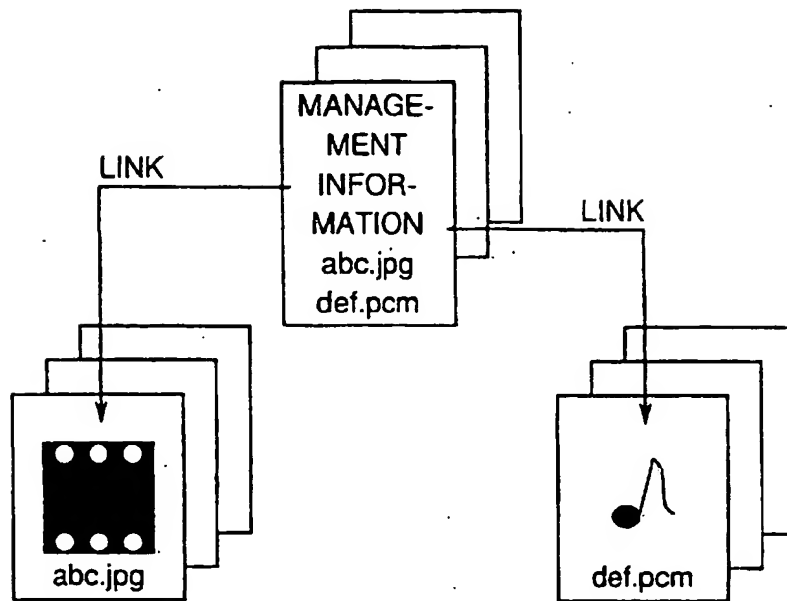 MANAGE-
MENT
INFOR-
MATION
abc.jpg
def.pcm
LINK
LINK
abc.jpg
def.pcm